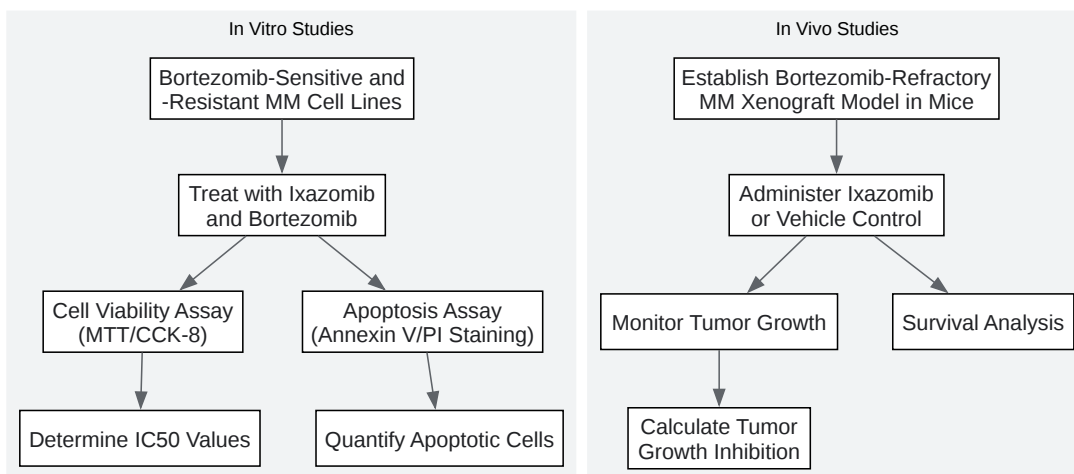 In Vitro Studies
Bortezomib-Sensitive and
-Resistant MM Cell Lines
Treat with Ixazomib
and Bortezomib
Cell Viability Assay
(MTT/CCK-8)
Apoptosis Assay
(Annexin V/PI Staining)
Determine IC50 Values
Quantify Apoptotic Cells
In Vivo Studies
Establish Bortezomib-Refractory
MM Xenograft Model in Mice
Administer Ixazomib
or Vehicle Control
Monitor Tumor Growth
Survival Analysis
Calculate Tumor
Growth Inhibition